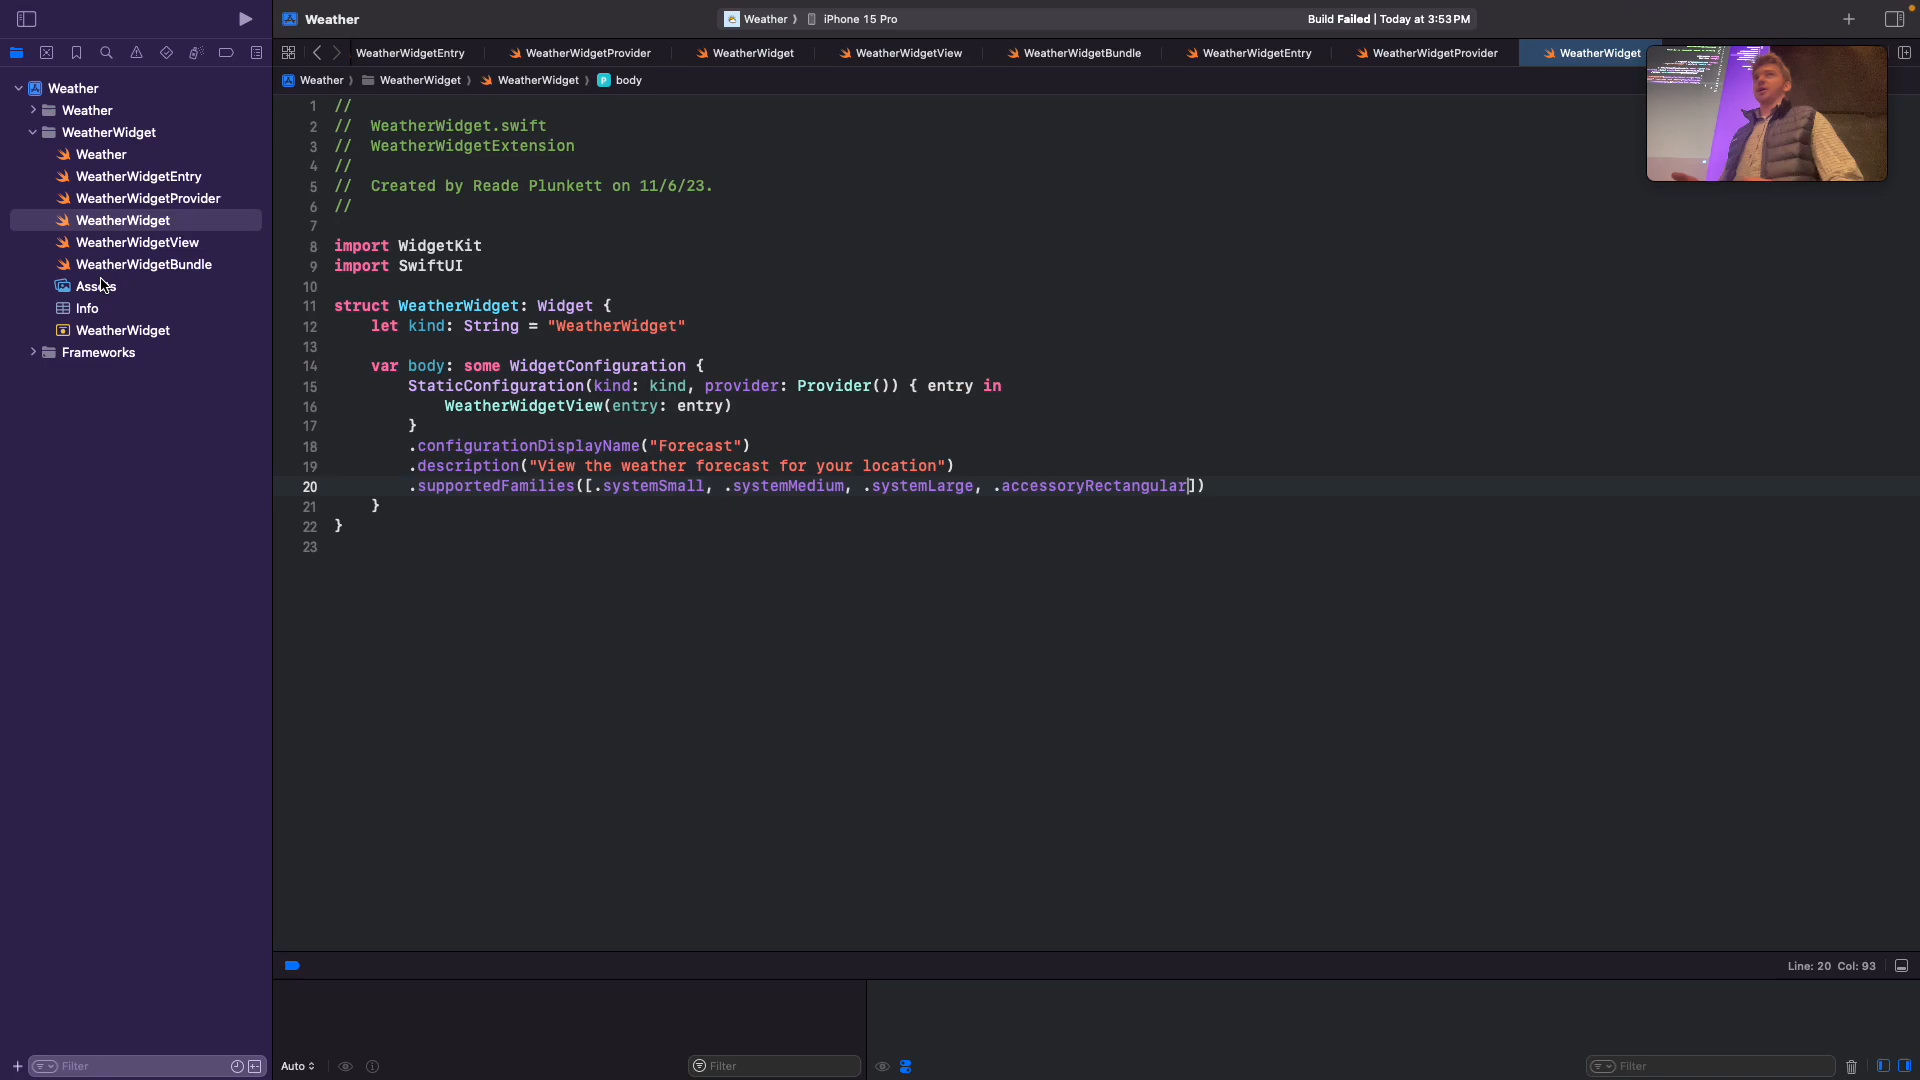 Weather
Weather
iPhone 15 Pro
Build Failed | Today at 3:53 PM
WeatherWidgetEntry
WeatherWidgetProvider
WeatherWidget
WeatherWidgetView
WeatherWidgetBundle
WeatherWidgetEntry
WeatherWidgetProvider
WeatherWidget
Weather
WeatherWidget
WeatherWidget
P body
Weather
Weather
WeatherWidget
Weather
WeatherWidgetEntry
WeatherWidgetProvider
WeatherWidget
WeatherWidgetView
WeatherWidgetBundle
Assets
Info
WeatherWidget
Frameworks
1 //
2 //  WeatherWidget.swift
3 //  WeatherWidgetExtension
4 //
5 //  Created by Reade Plunkett on 11/6/23.
6 //
7
8 import WidgetKit
9 import SwiftUI
10
11 struct WeatherWidget: Widget {
12     let kind: String = "WeatherWidget"
13
14     var body: some WidgetConfiguration {
15         StaticConfiguration(kind: kind, provider: Provider()) { entry in
16             WeatherWidgetView(entry: entry)
17         }
18         .configurationDisplayName("Forecast")
19         .description("View the weather forecast for your location")
20         .supportedFamilies([.systemSmall, .systemMedium, .systemLarge, .accessoryRectangular])
21     }
22 }
23
Line: 20 Col: 93
Filter
Auto
Filter
Filter